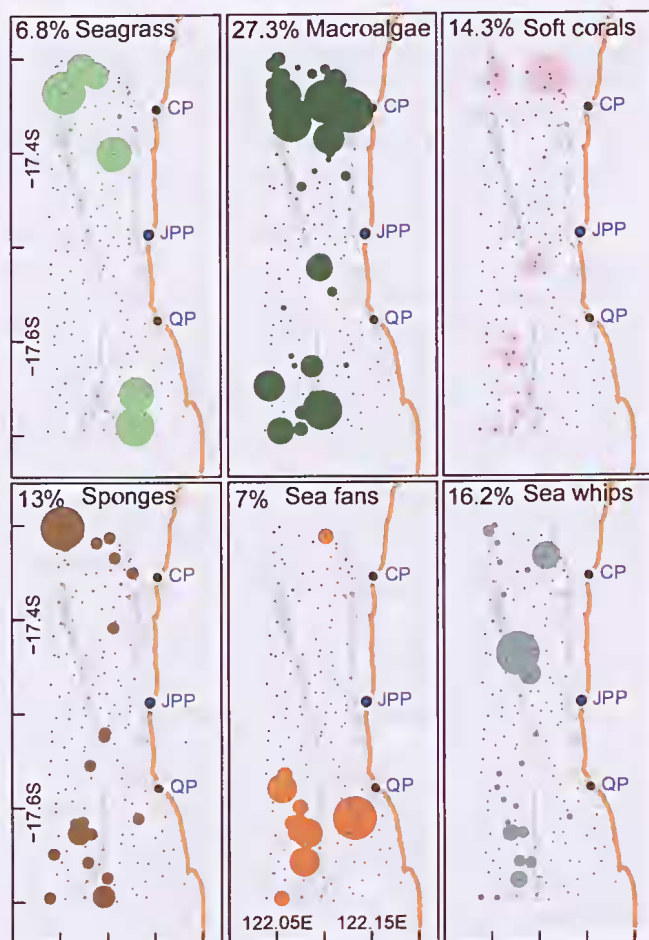 6.8% Seagrass
CP
JPP
QP
−17.4S
−17.6S
27.3% Macroalgae
CP
JPP
QP
14.3% Soft corals
CP
JPP
QP
13% Sponges
CP
JPP
QP
−17.4S
−17.6S
7% Sea fans
CP
JPP
QP
122.05E 122.15E
16.2% Sea whips
CP
JPP
QP